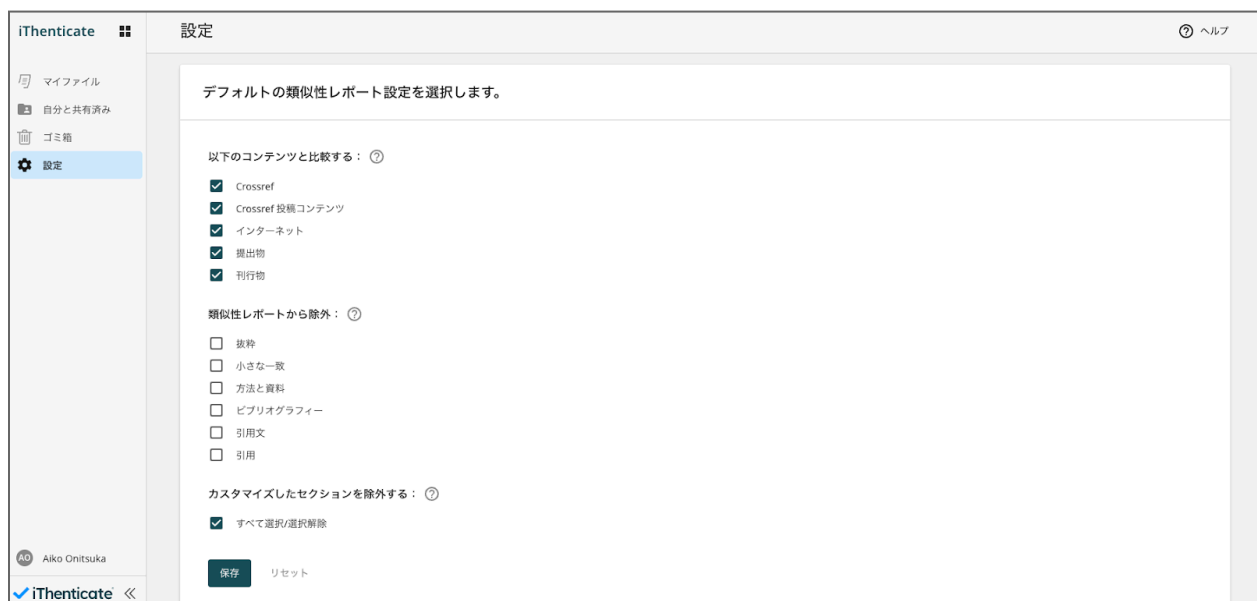 iThenticate
設定
ヘルプ
マイファイル
自分と共有済み
ゴミ箱
設定
デフォルトの類似性レポート設定を選択します。
以下のコンテンツと比較する：
Crossref
Crossref 投稿コンテンツ
インターネット
提出物
刊行物
類似性レポートから除外：
抜粋
小さな一致
方法と資料
ビブリオグラフィー
引用文
引用
カスタマイズしたセクションを除外する：
すべて選択/選択解除
保存 リセット
AO Aiko Onitsuka
iThenticate